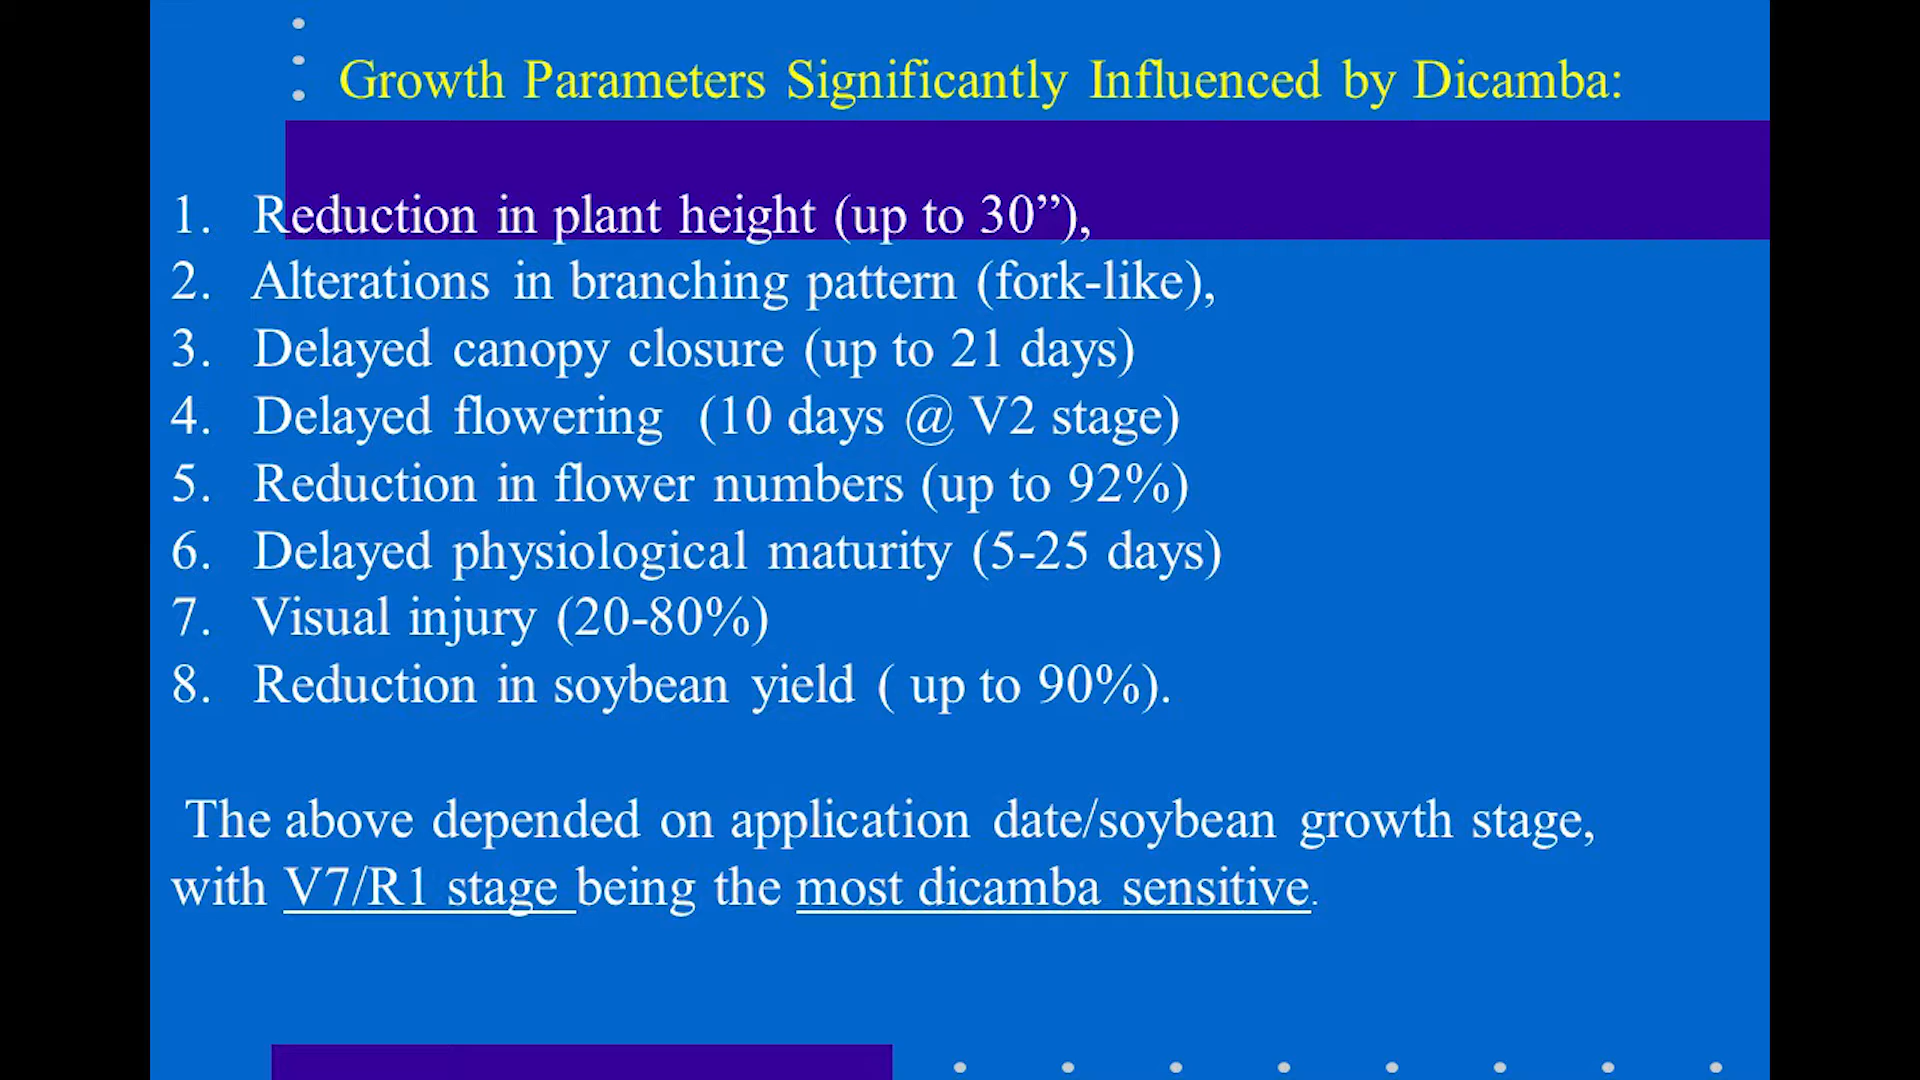 Growth Parameters Significantly Influenced by Dicamba:
1. Reduction in plant height (up to 30”),
2. Alterations in branching pattern (fork-like),
3. Delayed canopy closure (up to 21 days)
4. Delayed flowering (10 days @ V2 stage)
5. Reduction in flower numbers (up to 92%)
6. Delayed physiological maturity (5-25 days)
7. Visual injury (20-80%)
8. Reduction in soybean yield ( up to 90%).
The above depended on application date/soybean growth stage,
with V7/R1 stage being the most dicamba sensitive.